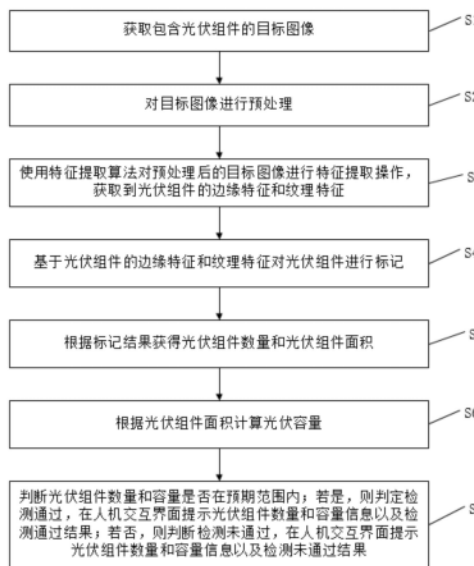 获取包含光伏组件的目标图像
S
对目标图像进行预处理
S2
使用特征提取算法对预处理后的目标图像进行特征提取操作,
获取到光伏组件的边缘特征和纹理特征
S
基于光伏组件的边缘特征和纹理特征对光伏组件进行标记
S4
根据标记结果获得光伏组件数量和光伏组件面积
S
根据光伏组件面积计算光伏容量
S6
判断光伏组件数量和容量是否在预期范围内；若是，则判定检
测通过，在人机交互界面提示光伏组件数量和容量信息以及检
测通过结果；若否，则判断检测未通过，在人机交互界面提示
光伏组件数量和容量信息以及检测未通过结果
S